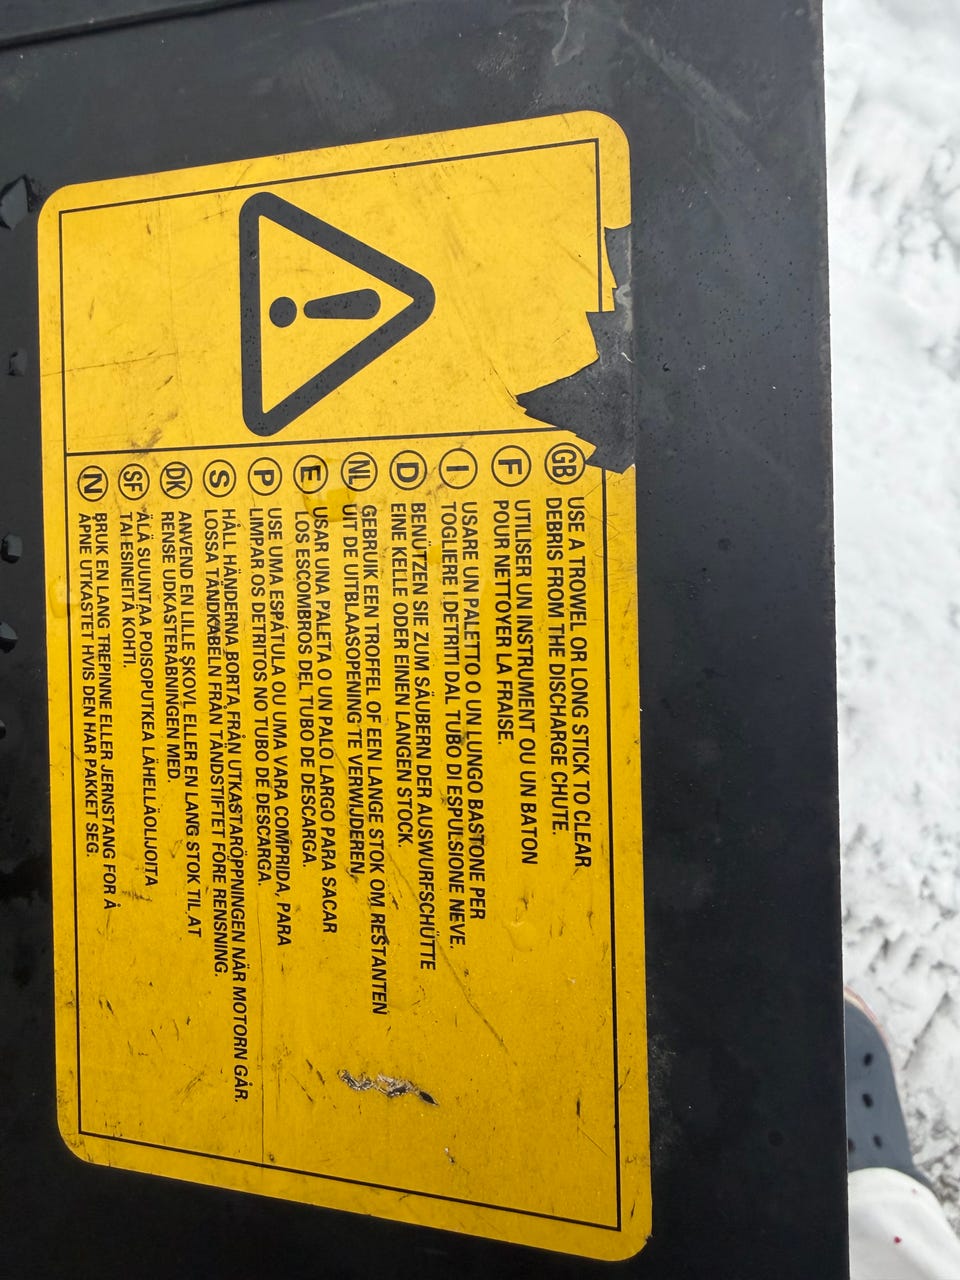 GB USE A TROWEL OR LONG STICK TO CLEAR
DEBRIS FROM THE DISCHARGE CHUTE.
F UTILISER UN INSTRUMENT OU UN BATON
POUR NETTOYER LA FRAISE.
I USARE UN PALETTO O UN LUNGO BASTONE PER
TOGLIERE I DETRITI DAL TUBO DI ESPULSIONE NEVE.
D BENÜTZEN SIE ZUM SÄUBERN DER AUSWURFSCHÜTTE
EINE KELLE ODER EINEN LANGEN STOCK.
NL GEBRUIK EEN TROFFEL OF EEN LANGE STOK OM RESTANTEN
UIT DE UITBLAASOPENING TE VERWIJDEREN.
E USAR UNA PALETA O UN PALO LARGO PARA SACAR
LOS ESCOMBROS DEL TUBO DE DESCARGA.
P USE UMA ESPÁTULA OU UMA VARA COMPRIDA, PARA
LIMPAR OS DETRITOS NO TUBO DE DESCARGA.
S HÅLL HÄNDERNA BORTA FRÅN UTKASTARÖPPNINGEN NÄR MOTORN GÅR.
LOSSA TÄNDKABELN FRÅN TÄNDSTIFTET FÖRE RENSNING.
DK ANVEND EN LILLE SKOVL ELLER EN LANG STOK TIL AT
RENSE UDKASTERÅBNINGEN MED.
SF ÄLÄ SUUNTAA POISOPUTKEA LÄHELLÄOLIJOITA
TAI ESINEITÄ KOHTI.
N BRUK EN LANG TREPINNE ELLER JERNSTANG FOR Å
APNE UTKASTET HVIS DEN HAR PAKKET SEG.